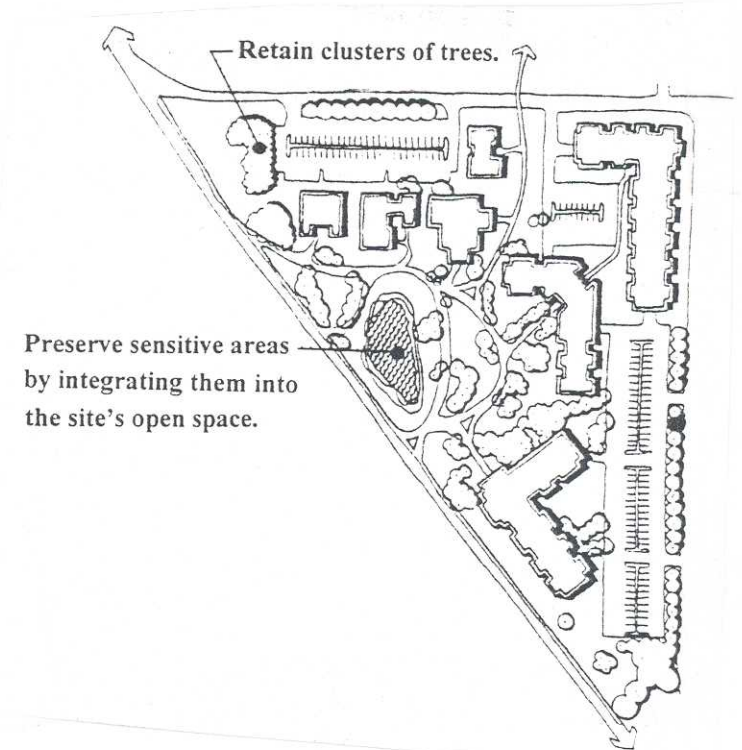 Retain clusters of trees.
Preserve sensitive areas
by integrating them into
the site's open space.